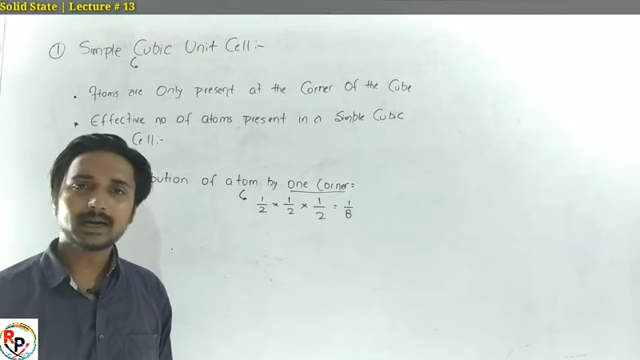 Solid State | Lecture # 13
① Simple Cubic Unit Cell:-
• Atoms are Only present at the Corner Of the Cube
• Effective no of atoms present in a Simple Cubic
Cell:-
bution of atom by one Corner=
1/2 × 1/2 × 1/2 = 1/8
RP